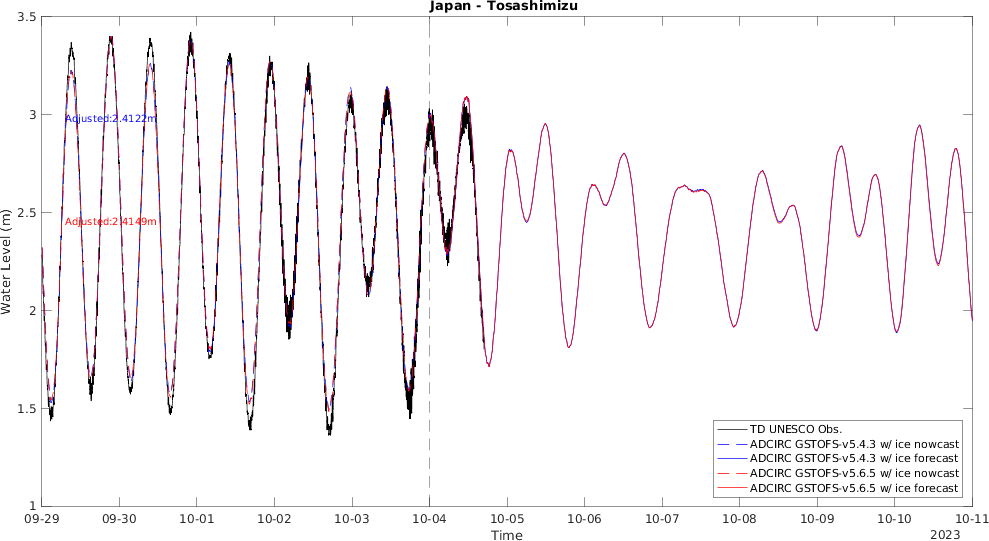 Japan - Tosashimizu
3.5
3
2.5
2
1.5
1
Water Level (m)
Adjusted:2.4122m
Adjusted:2.4149m
TD UNESCO Obs.
ADCIRC GSTOFS-v5.4.3 w/ ice nowcast
ADCIRC GSTOFS-v5.4.3 w/ ice forecast
ADCIRC GSTOFS-v5.6.5 w/ ice nowcast
ADCIRC GSTOFS-v5.6.5 w/ ice forecast
09-29 09-30 10-01 10-02 10-03 10-04 10-05 10-06 10-07 10-08 10-09 10-10 10-11
Time
2023